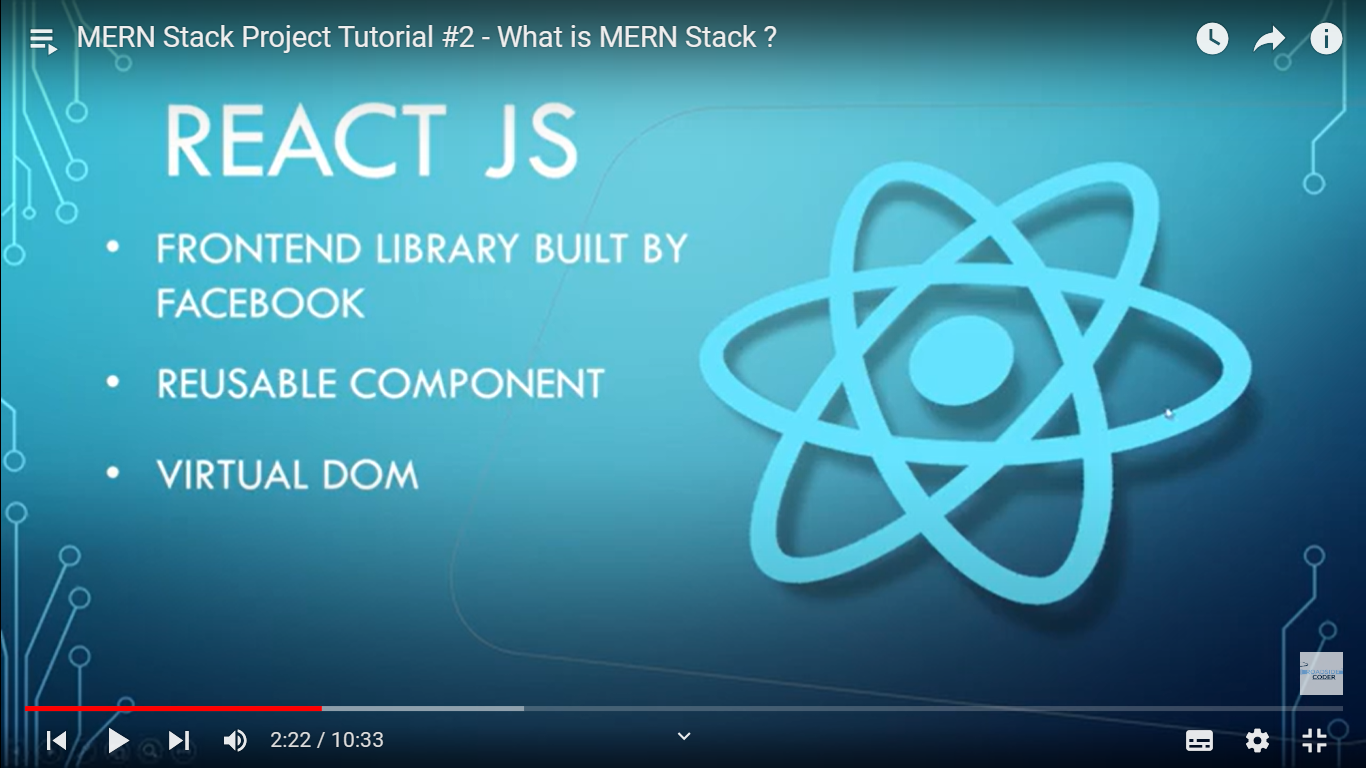 MERN Stack Project Tutorial #2 - What is MERN Stack ?
REACT JS
• FRONTEND LIBRARY BUILT BY
FACEBOOK
• REUSABLE COMPONENT
• VIRTUAL DOM
CODER
2:22 / 10:33